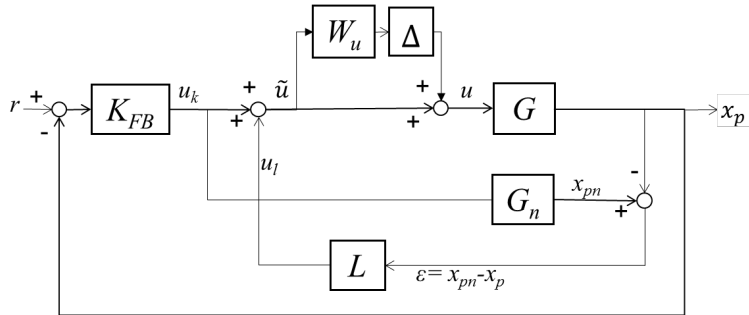 W_u
Δ
r
+
-
K_FB
u_k
+
+
ũ
+
+
u
G
x_p
u_l
G_n
x_pn
-
+
L
ε= x_pn-x_p